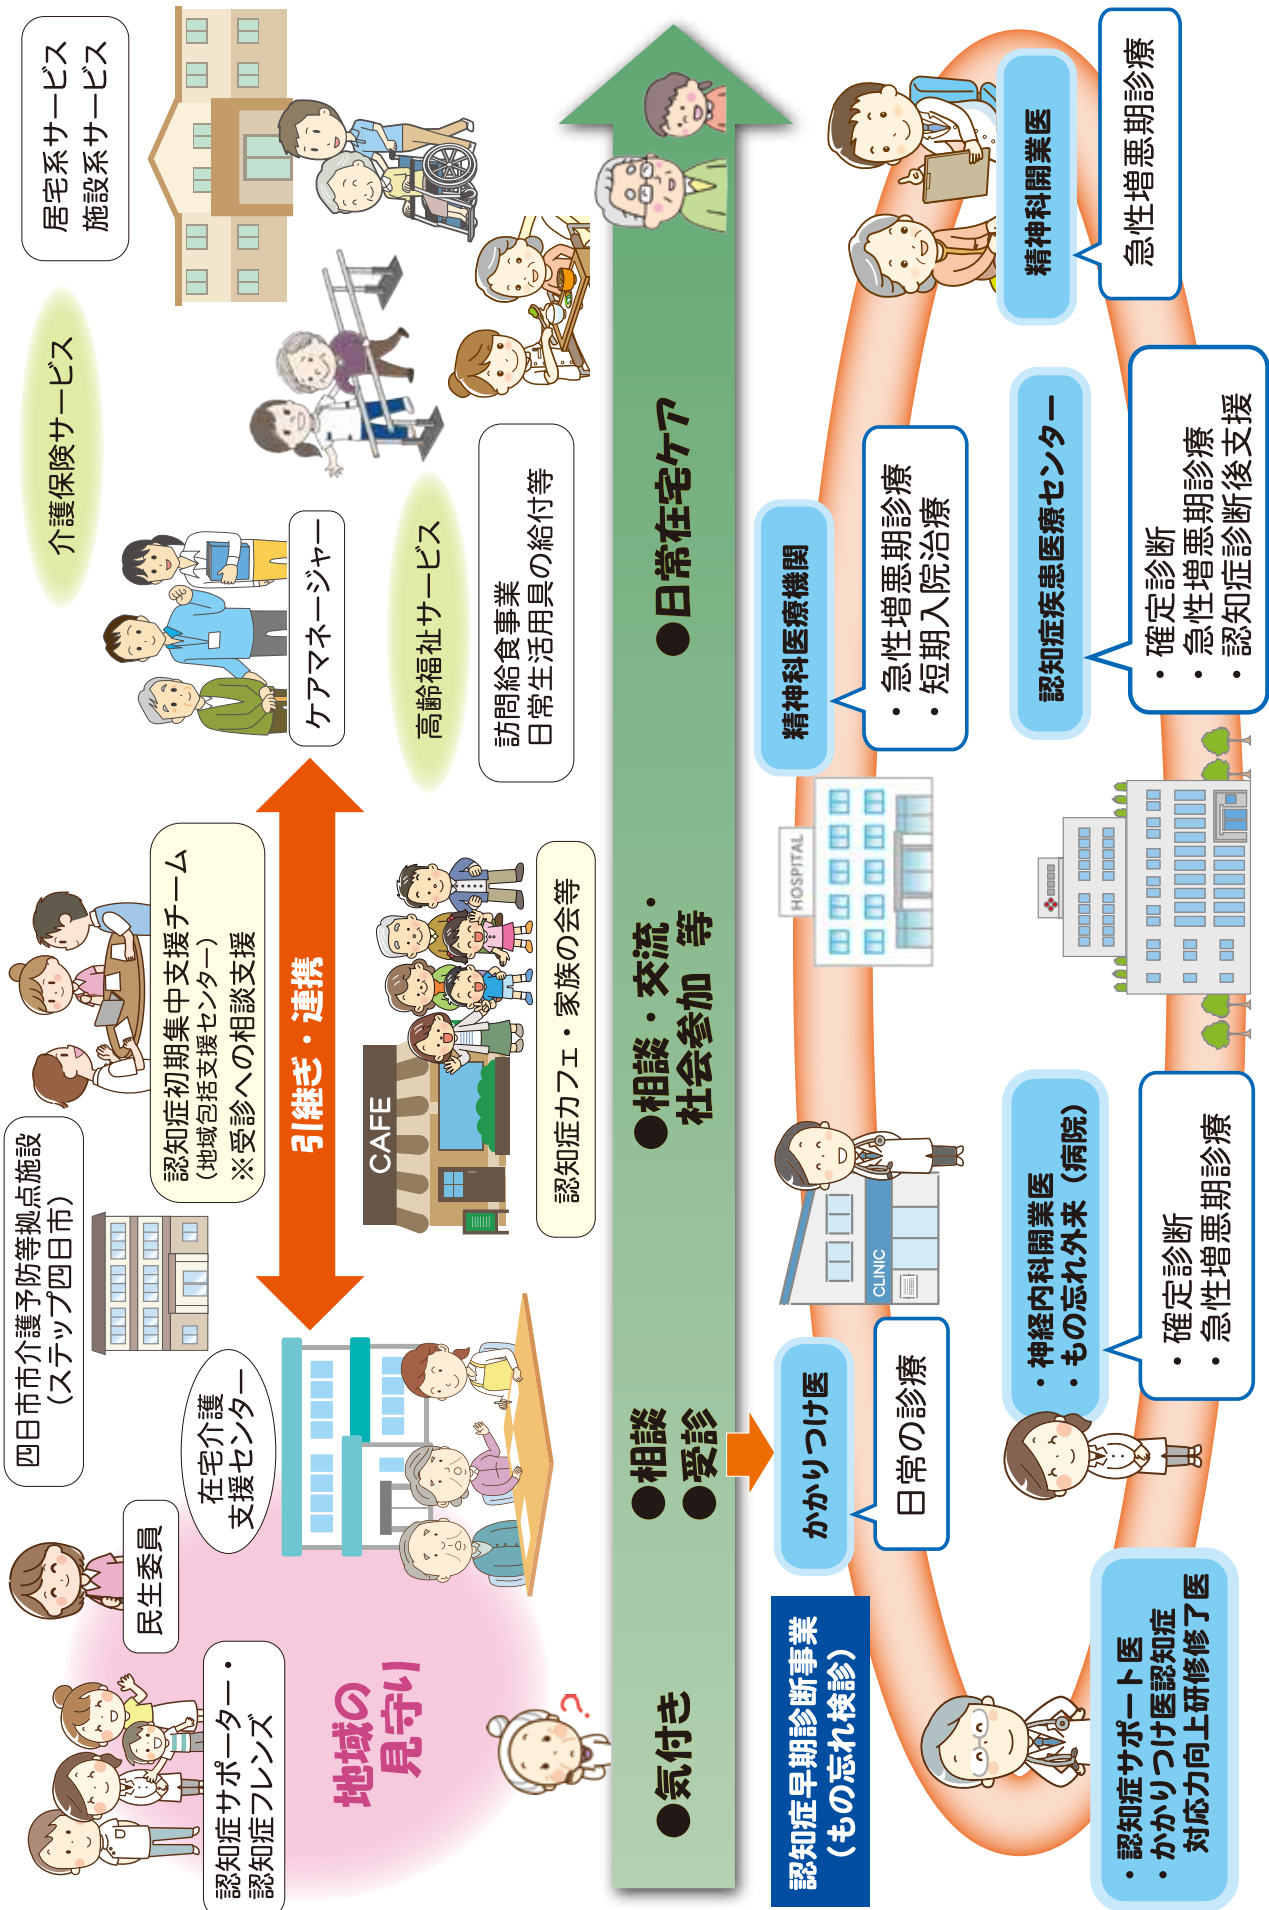 四日市市介護予防等拠点施設
（ステップ四日市）
居宅系サービス
施設系サービス
民生委員
認知症サポーター・
認知症フレンズ
地域の
見守り
在宅介護
支援センター
認知症初期集中支援チーム
（地域包括支援センター）
※受診への相談支援
引継ぎ・連携
CAFE
認知症カフェ・家族の会等
介護保険サービス
ケアマネージャー
高齢福祉サービス
訪問給食事業
日常生活用具の給付等
?
●気付き
●相談
●受診
●相談・交流・
社会参加 等
●日常在宅ケア
認知症早期診断事業
（もの忘れ検診）
かかりつけ医
日常の診療
CLINIC
HOSPITAL
精神科医療機関
・急性増悪期診療
・短期入院治療
・認知症サポート医
・かかりつけ医認知症
対応力向上研修修了医
・神経内科開業医
・もの忘れ外来（病院）
・確定診断
・急性増悪期診療
認知症疾患医療センター
・確定診断
・急性増悪期診療
・認知症診断後支援
精神科開業医
急性増悪期診療